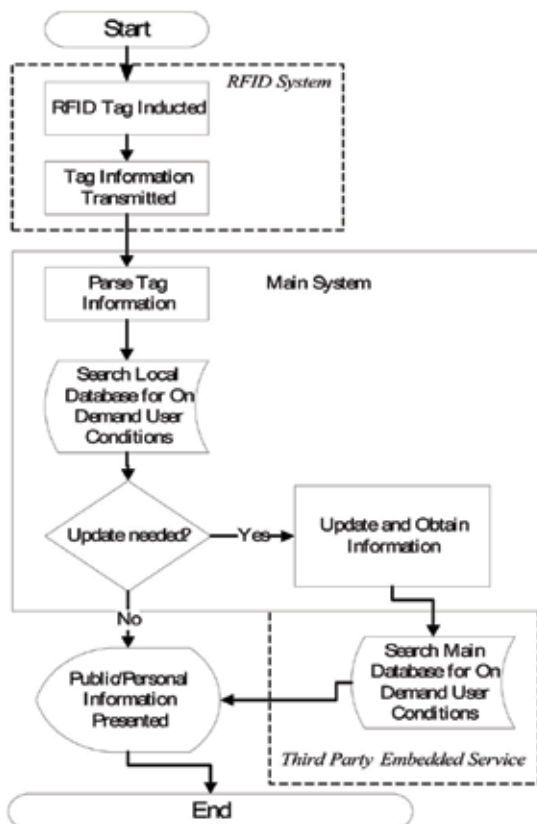 Start
RFID System
RFID Tag Inducted
Tag Information
Transmitted
Parse Tag
Information
Main System
Search Local
Database for On
Demand User
Conditions
Update needed?
Yes
Update and Obtain
Information
No
Public/Personal
Information
Presented
Search Main
Database for On
Demand User
Conditions
Third Party Embedded Service
End